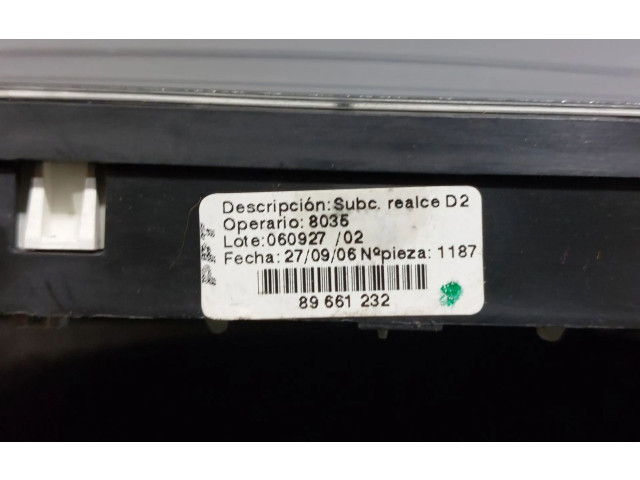 Descripción: Subc. realce D2
Operario: 8035
Lote: 060927 /02
Fecha: 27/09/06 Nºpieza: 1187
89 661 232